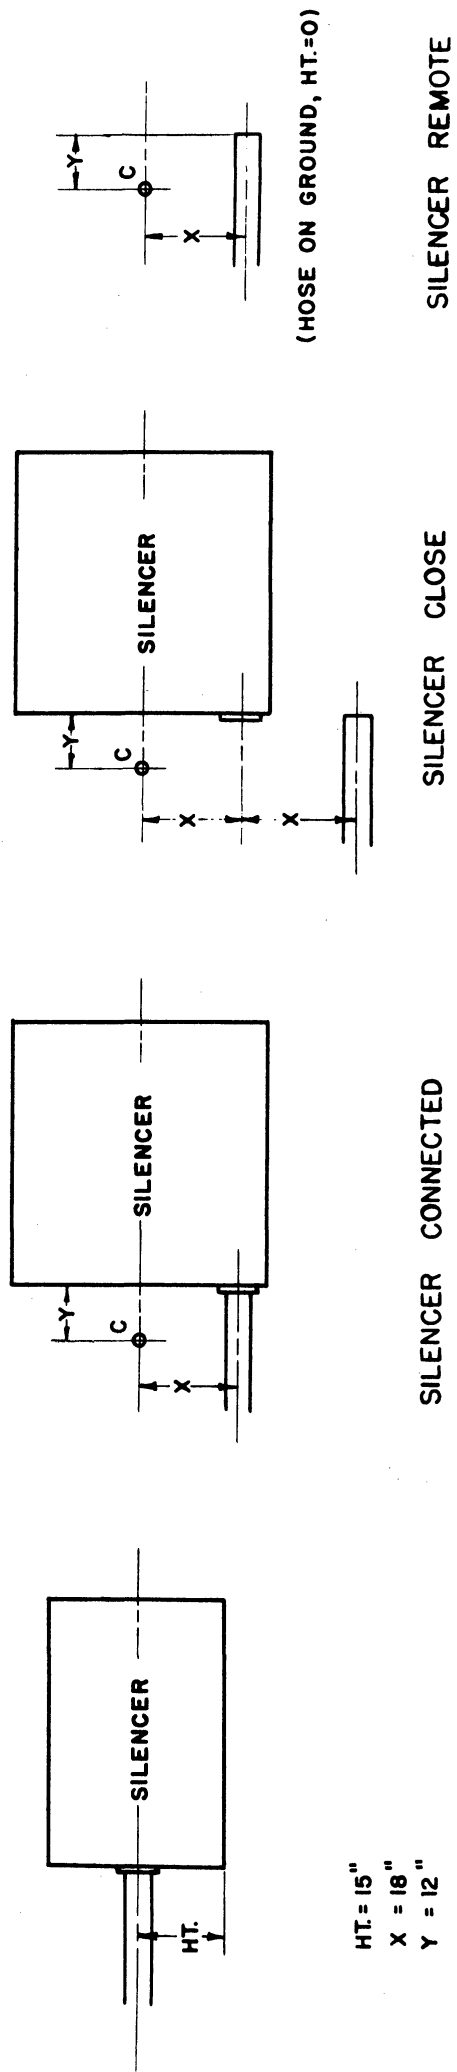 SILENCER
HT.
HT. = 15"
X = 18"
Y = 12"
Y
C
SILENCER
X
SILENCER CONNECTED
Y
C
SILENCER
X
X
SILENCER CLOSE
Y
C
X
(HOSE ON GROUND, HT.=0)
SILENCER REMOTE